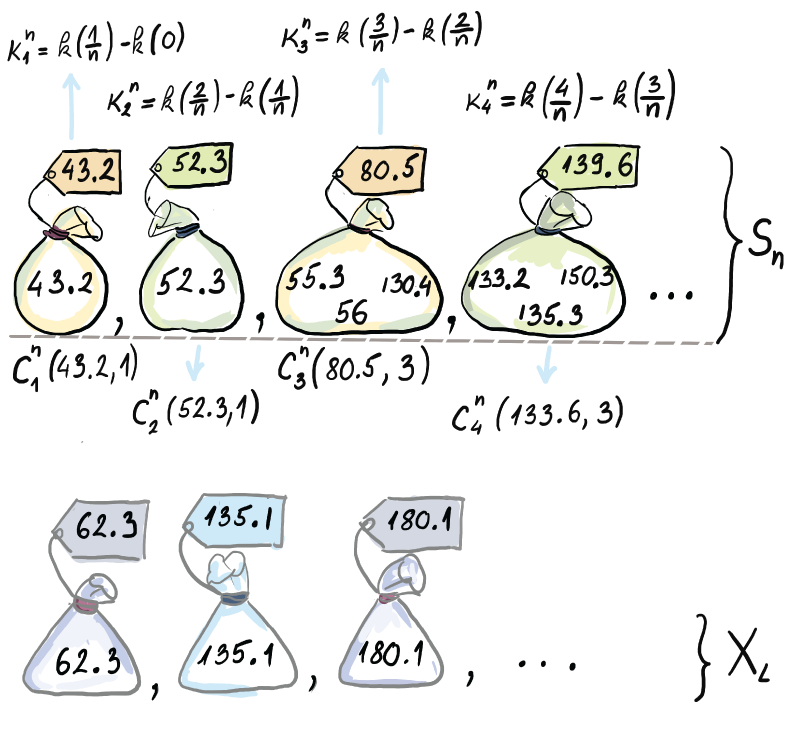 K₁ⁿ = k(1/n) - k(0)
K₃ⁿ = k(3/n) - k(2/n)
K₂ⁿ = k(2/n) - k(1/n)
K₄ⁿ = k(4/n) - k(3/n)
43.2 52.3 80.5 139.6
43.2 , 52.3 , 55.3 130.4 56 , 133.2 150.3 135.3 ... } Sₙ
C₁ⁿ(43.2,1) C₃ⁿ(80.5, 3)
C₂ⁿ(52.3,1) C₄ⁿ(133.6, 3)
62.3 135.1 180.1
62.3 , 135.1 , 180.1 , ... } X_L